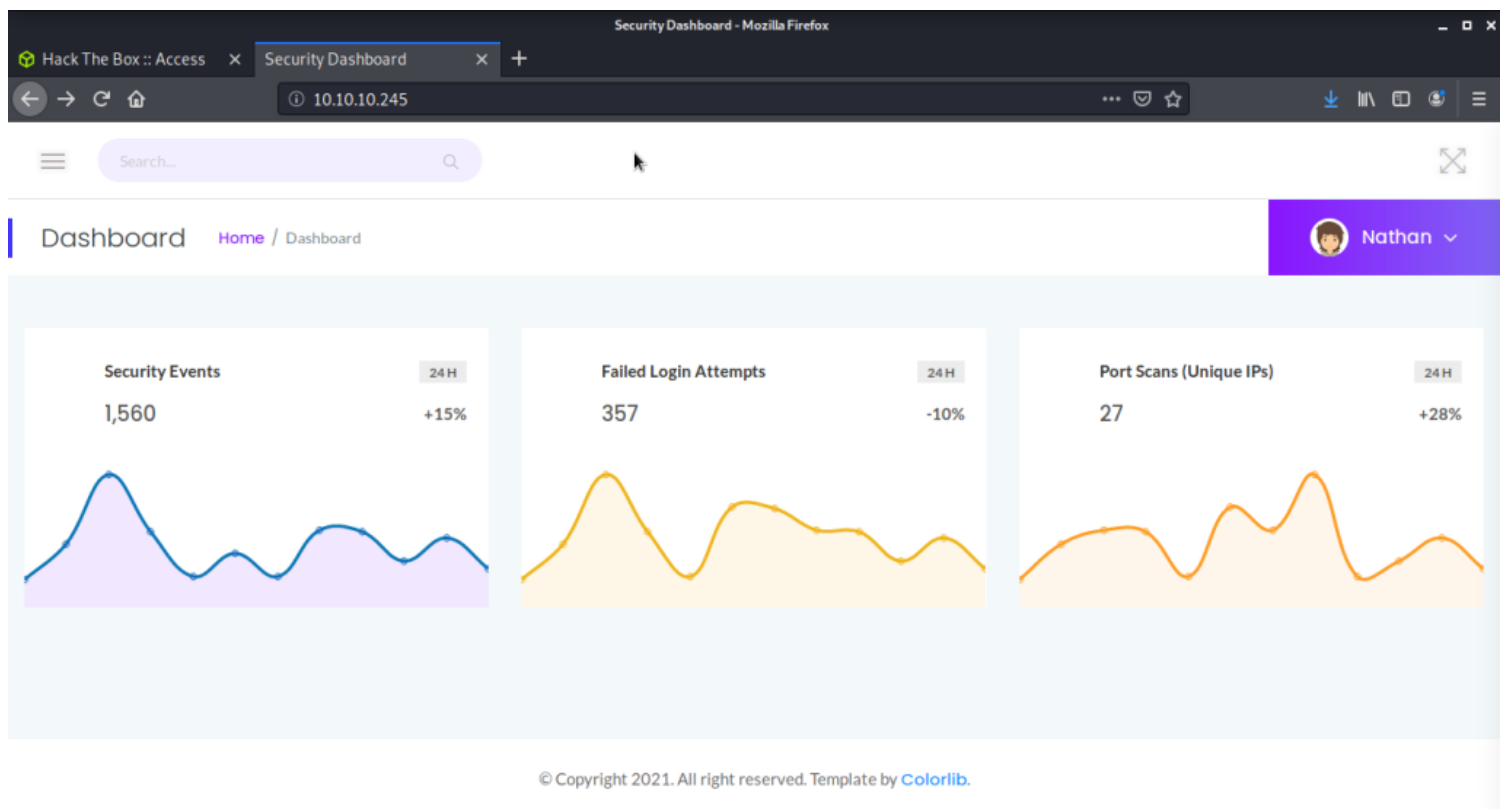 Security Dashboard - Mozilla Firefox
Hack The Box :: Access
Security Dashboard
10.10.10.245
Search...
Dashboard Home / Dashboard
Nathan
Security Events 24 H
1,560 +15%
Failed Login Attempts 24 H
357 -10%
Port Scans (Unique IPs) 24 H
27 +28%
© Copyright 2021. All right reserved. Template by Colorlib.